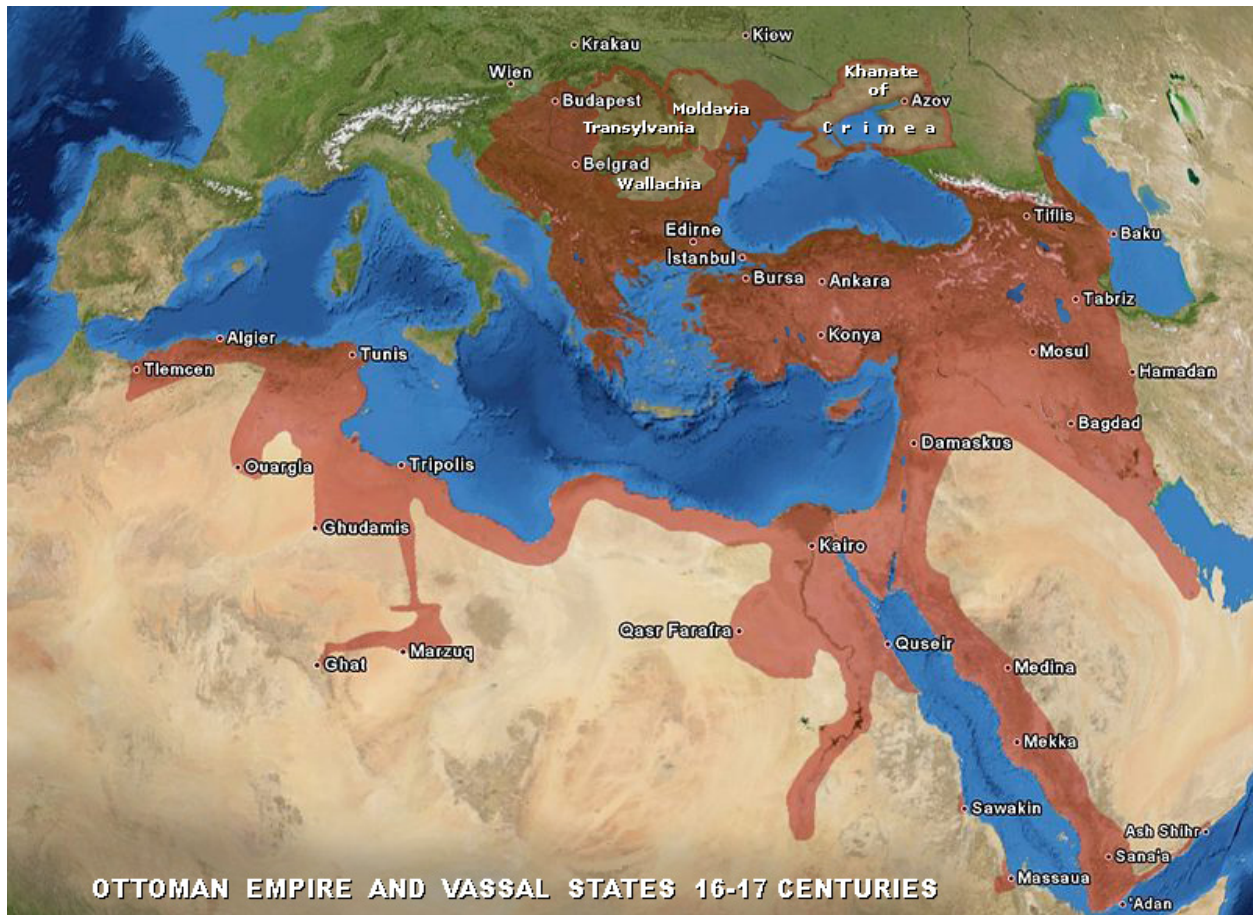 Kiow
Krakau
Wien
Khanate
of
Budapest
Moldavia
Azov
Transylvania
Crimea
Belgrad
Wallachia
Tiflis
Edirne
Baku
İstanbul
Bursa
Ankara
Tabriz
Algier
Konya
Tunis
Mosul
Tlemcen
Hamadan
Bagdad
Damaskus
Ouargla
Tripolis
Ghudamis
Kairo
Qasr Farafra
Quseir
Marzuq
Ghat
Medina
Mekka
Sawakin
Ash Shihr
Sana'a
Massaua
OTTOMAN EMPIRE AND VASSAL STATES 16-17 CENTURIES
'Adan